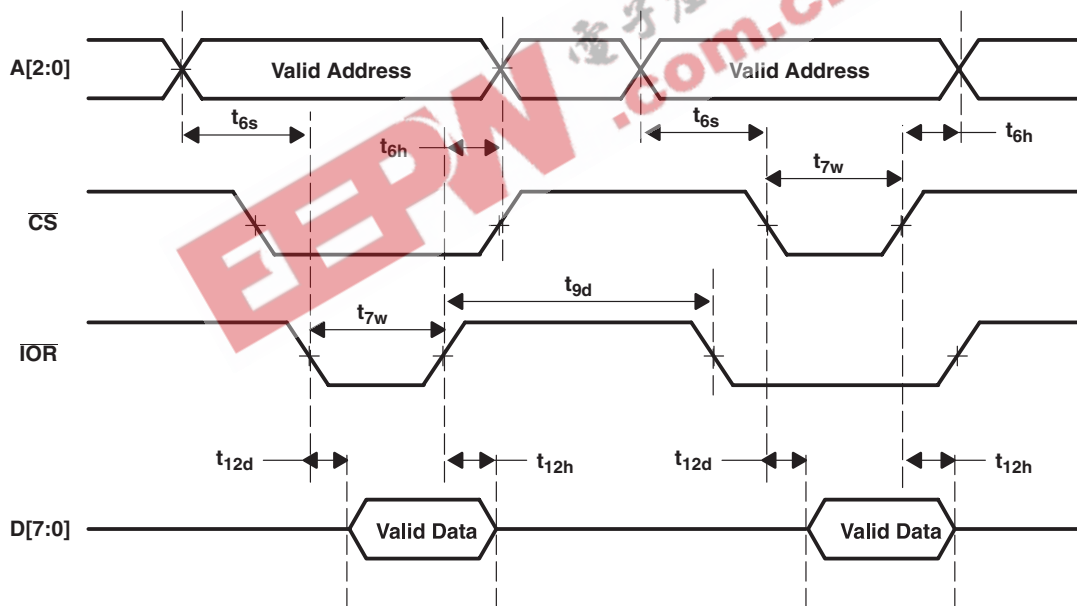 A[2:0]
Valid Address
Valid Address
t6s
t6h
t6s
t6h
t7w
CS
t9d
t7w
IOR
t12d
t12h
t12d
t12h
D[7:0]
Valid Data
Valid Data
EEPW
.com.c